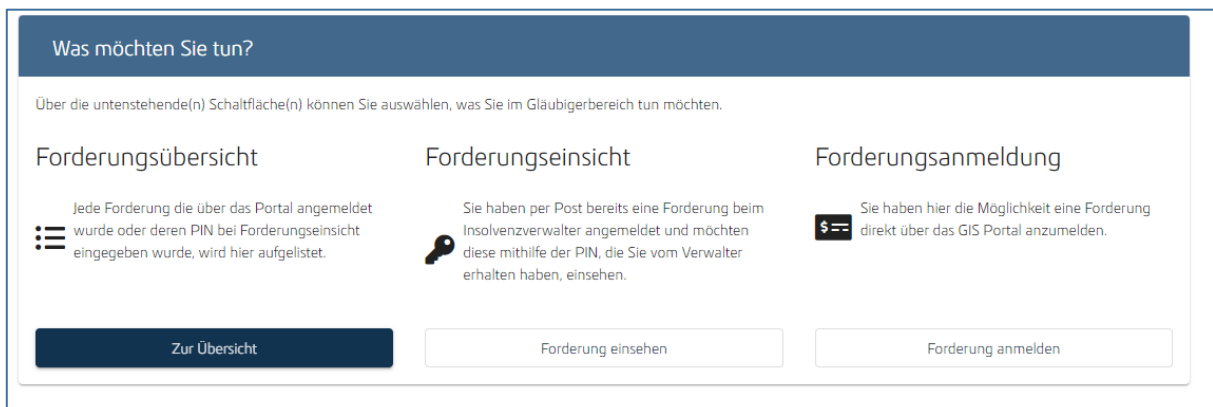 Was möchten Sie tun?
Über die untenstehende(n) Schaltfläche(n) können Sie auswählen, was Sie im Gläubigerbereich tun möchten.
Forderungsübersicht
Jede Forderung die über das Portal angemeldet
wurde oder deren PIN bei Forderungseinsicht
eingegeben wurde, wird hier aufgelistet.
Zur Übersicht
Forderungseinsicht
Sie haben per Post bereits eine Forderung beim
Insolvenzverwalter angemeldet und möchten
diese mithilfe der PIN, die Sie vom Verwalter
erhalten haben, einsehen.
Forderung einsehen
Forderungsanmeldung
Sie haben hier die Möglichkeit eine Forderung
direkt über das GIS Portal anzumelden.
Forderung anmelden